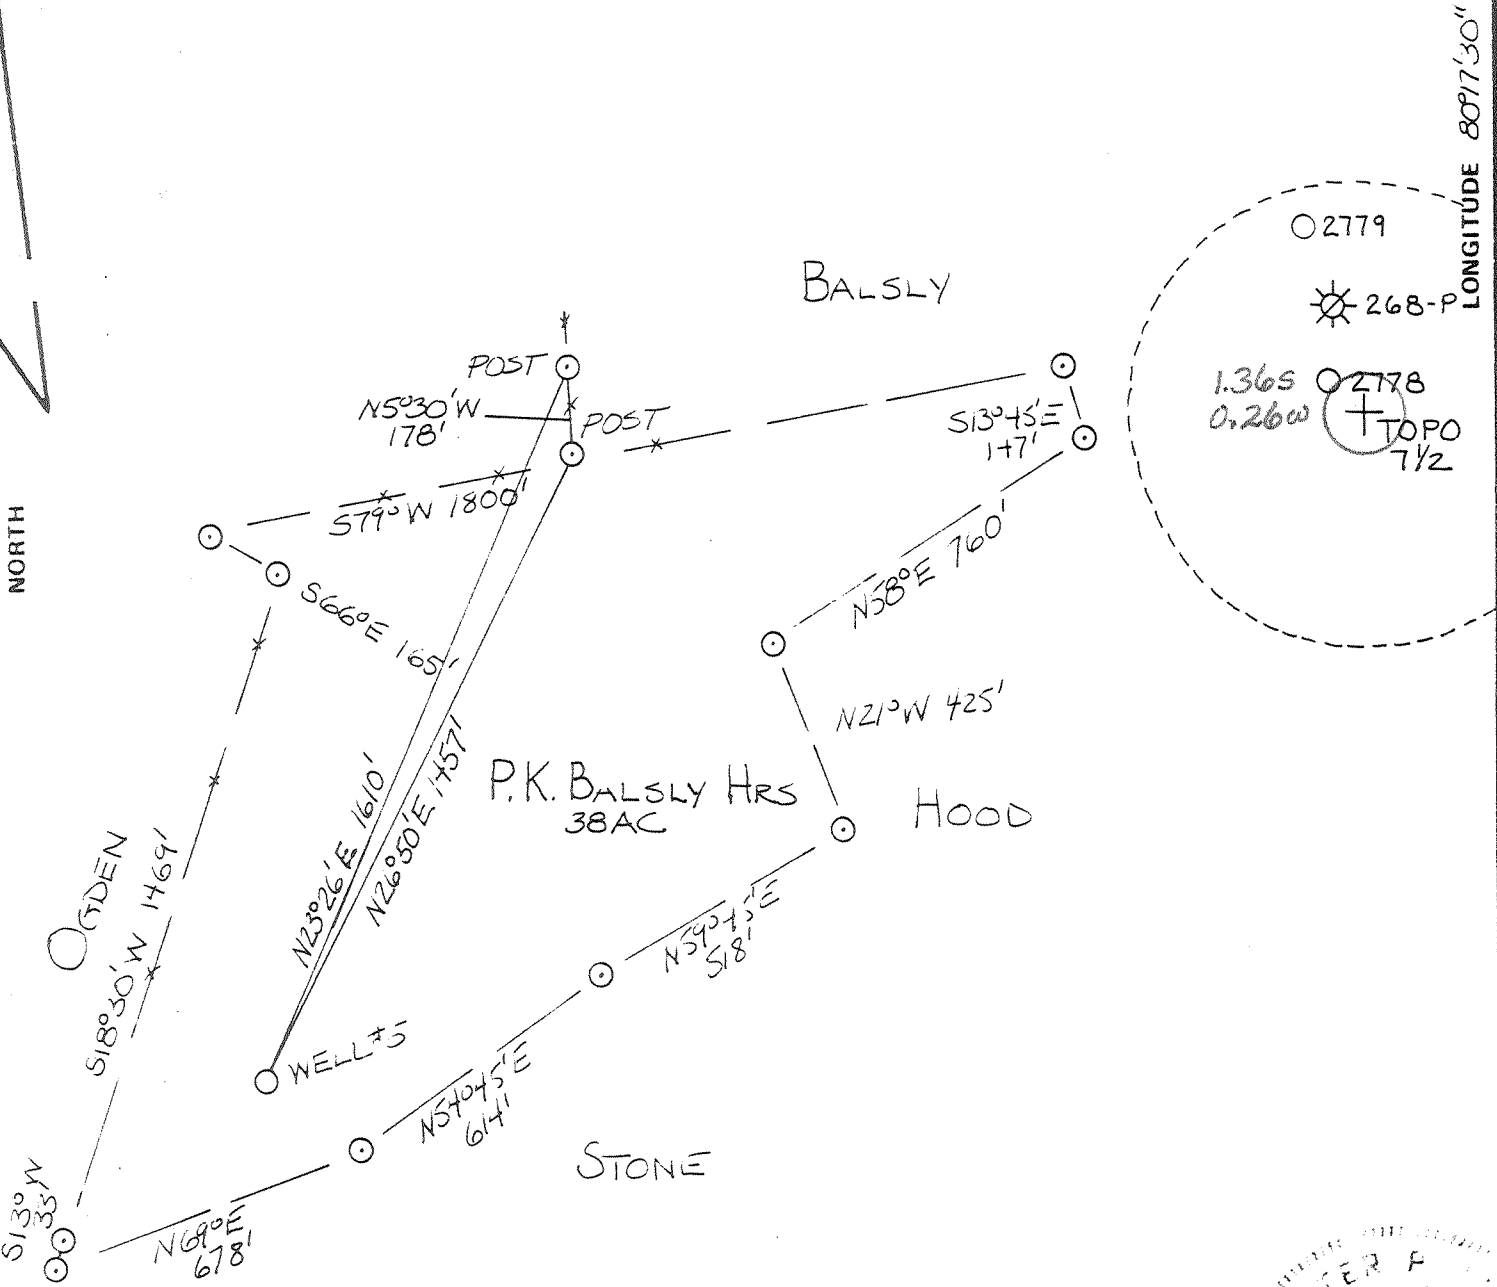 LONGITUDE 80°17'30"
2779
BALSLY
268-P
POST
1.36S
2778
N5°30'W
178'
POST
S13°45'E
147'
0.26W
TOPO
7 1/2
S79°W 1800'
NORTH
N58°E 760'
S66°E 165'
N21°W 425'
P.K. BALSLY HRS
38AC
HOOD
N23°26'E 1610'
N26°50'E 1457'
OGDEN
S18°30'W 1469'
N59°45'E
518'
WELL #5
N54°45'E
614'
STONE
S13°W
33'
N69°E
678'